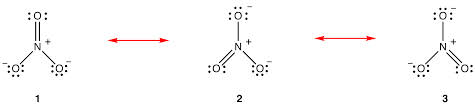 O O − O −
N + N + N +
− O O − O O − − O O
1 2 3